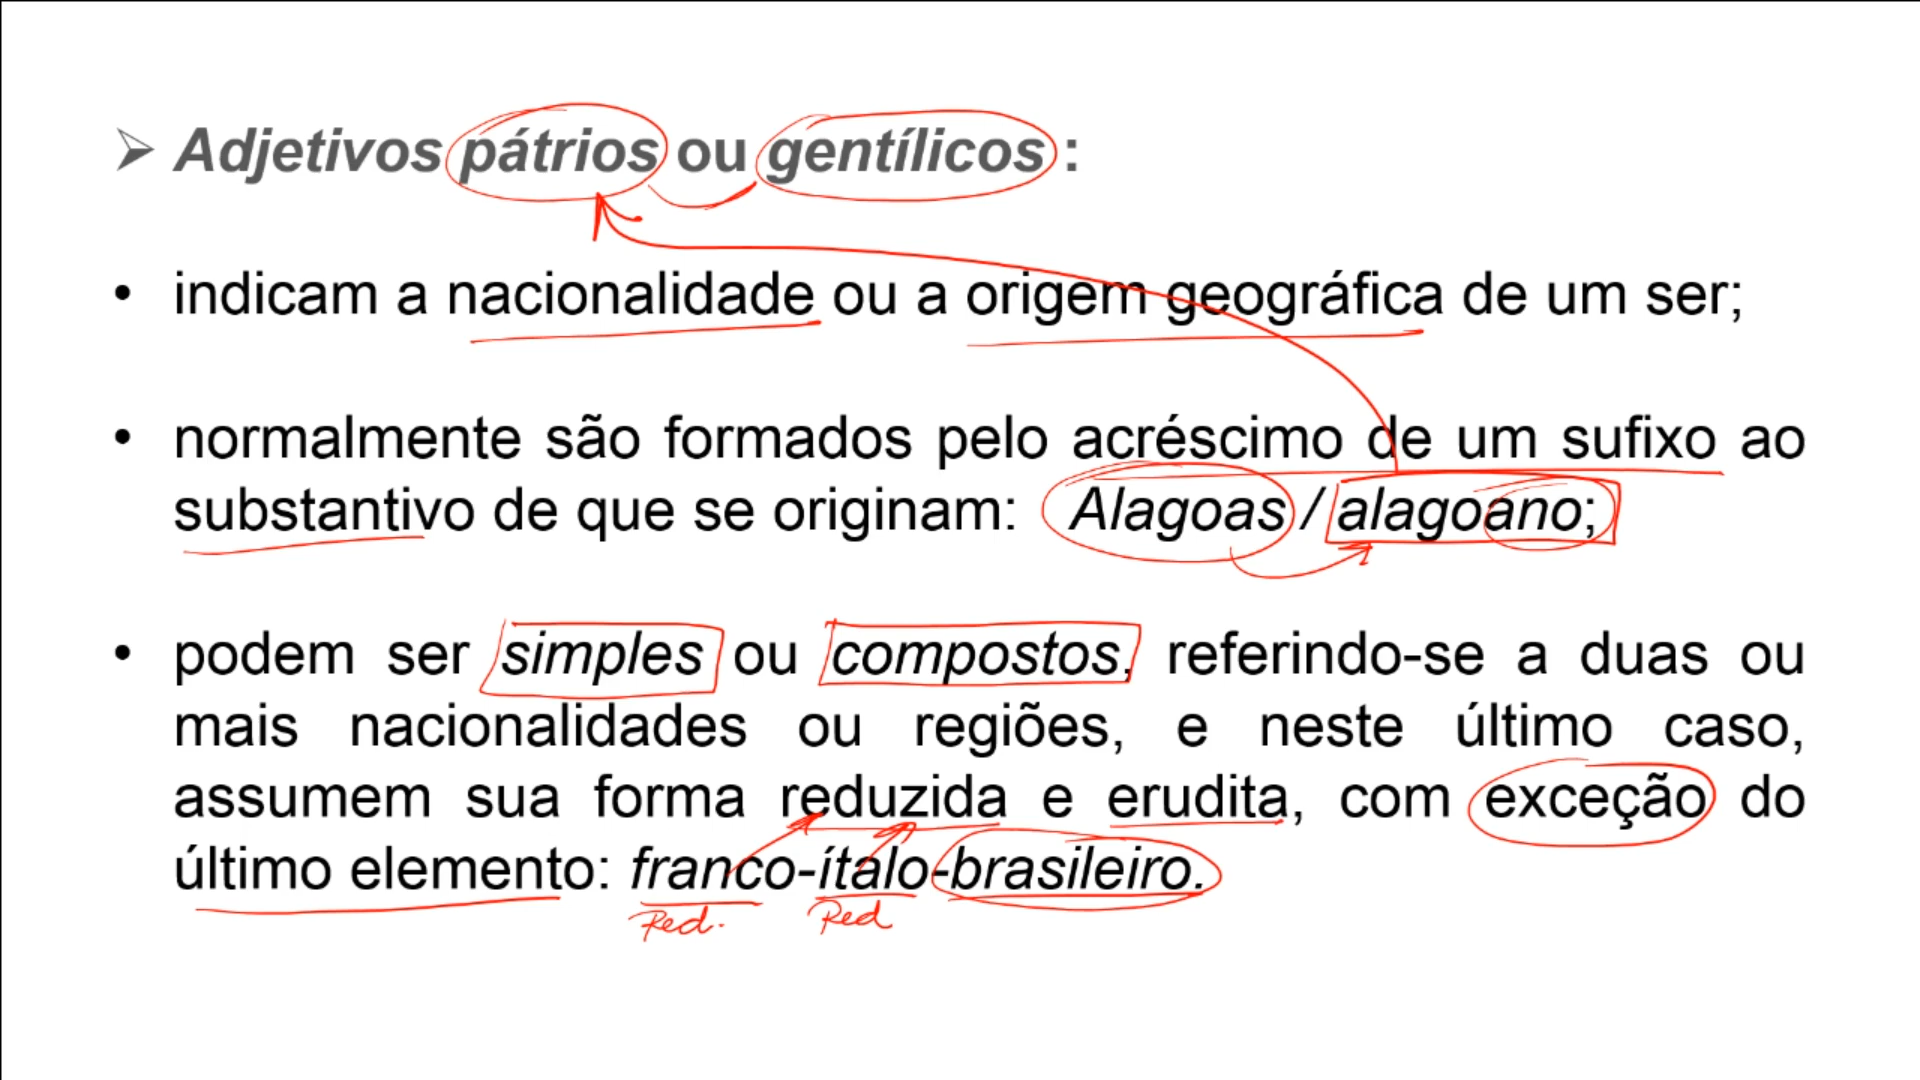 ➢ Adjetivos pátrios ou gentílicos :
• indicam a nacionalidade ou a origem geográfica de um ser;
• normalmente são formados pelo acréscimo de um sufixo ao
substantivo de que se originam: Alagoas / alagoano;
• podem ser simples ou compostos, referindo-se a duas ou
mais nacionalidades ou regiões, e neste último caso,
assumem sua forma reduzida e erudita, com exceção do
último elemento: franco-ítalo-brasileiro.
Red. Red